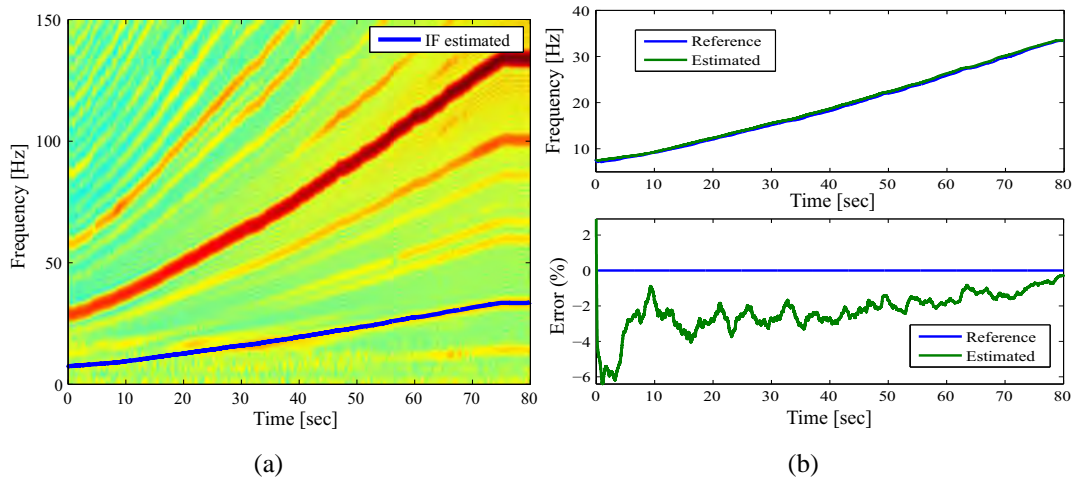 150
100
50
0
Frequency [Hz]
IF estimated
0 10 20 30 40 50 60 70 80
Time [sec]
(a)
40
30
20
10
Frequency [Hz]
Reference
Estimated
0 10 20 30 40 50 60 70 80
Time [sec]
2
0
−2
−4
−6
Error (%)
Reference
Estimated
0 10 20 30 40 50 60 70 80
Time [sec]
(b)